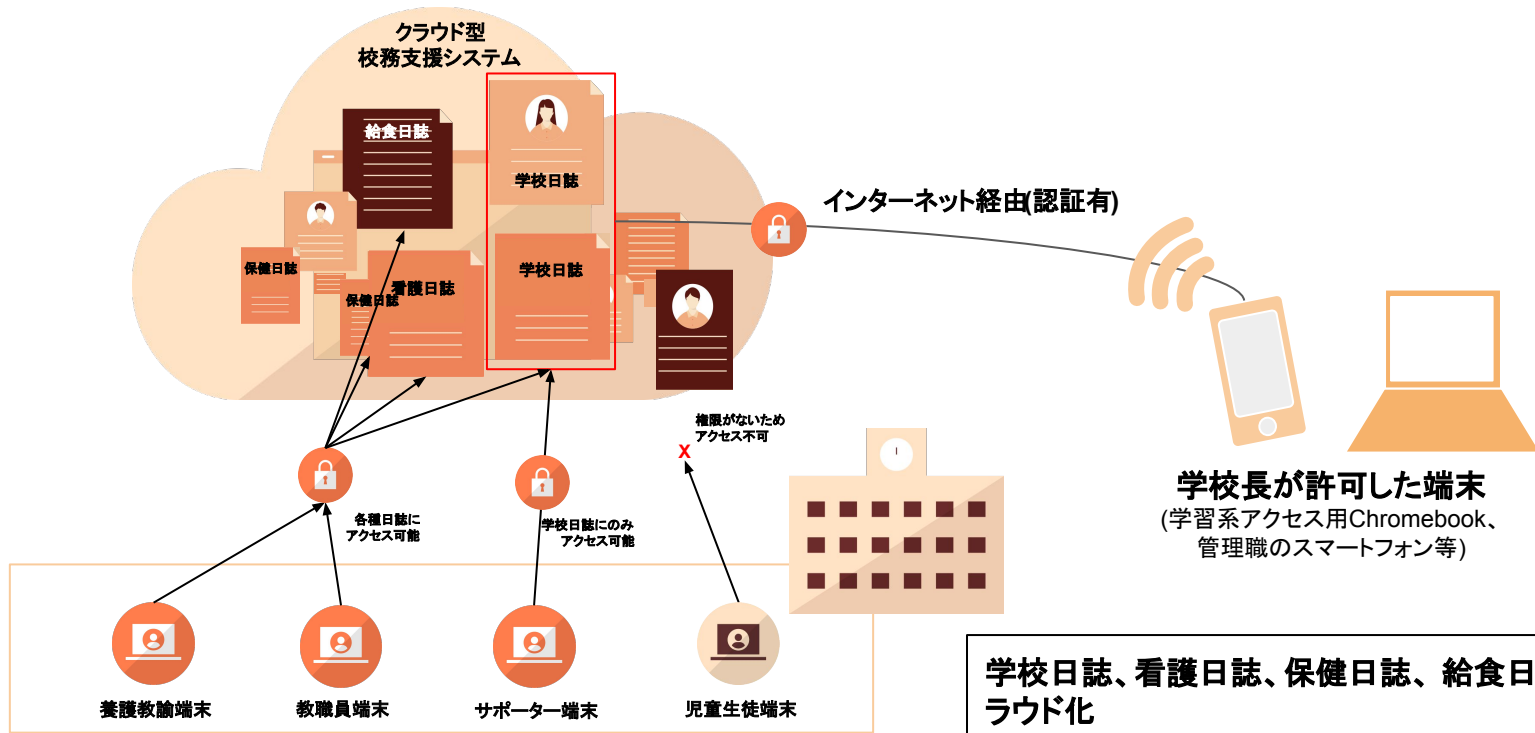 クラウド型
校務支援システム
給食日誌
学校日誌
保健日誌
保健日誌
看護日誌
学校日誌
インターネット経由(認証有)
権限がないため
アクセス不可
X
各種日誌に
アクセス可能
学校日誌にのみ
アクセス可能
学校長が許可した端末
(学習系アクセス用Chromebook、
管理職のスマートフォン等)
養護教諭端末
教職員端末
サポーター端末
児童生徒端末
学校日誌、看護日誌、保健日誌、給食日
ラウド化